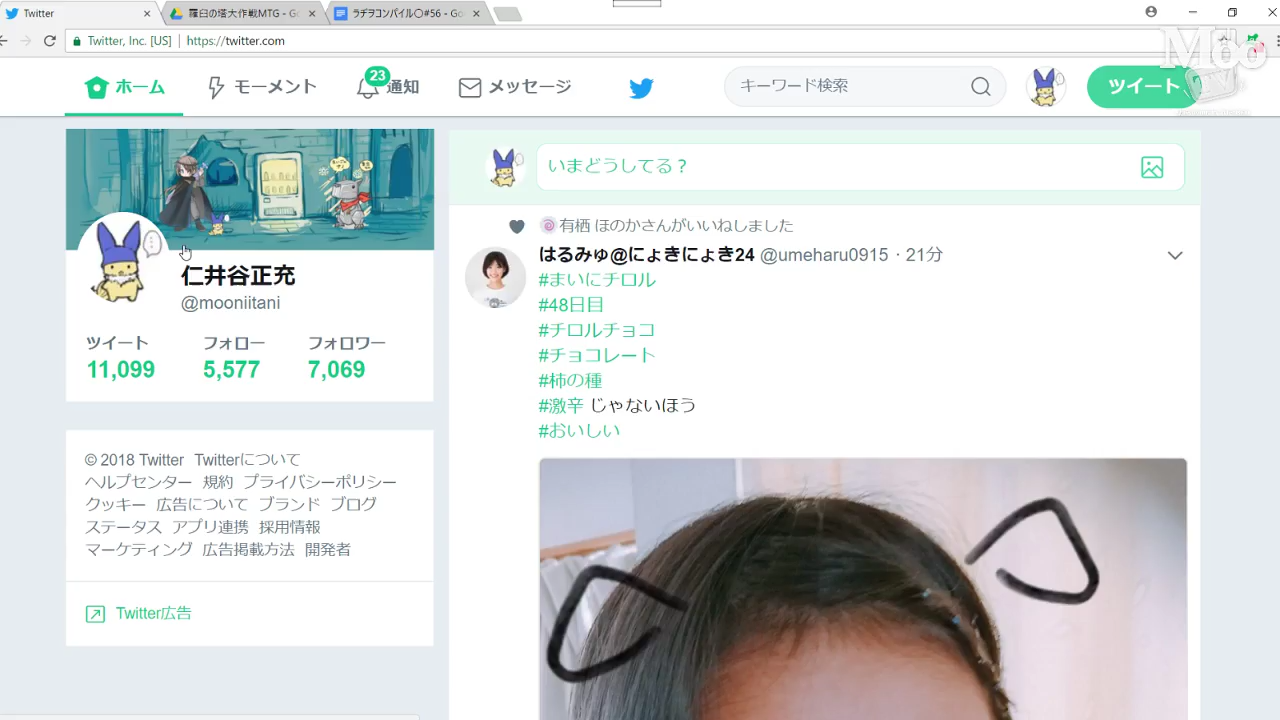 Twitter
羅臼の塔大作戦MTG - Go
ラヂヲコンパイル〇#56 - Go
Twitter, Inc. [US]
https://twitter.com
Möo
ホーム
モーメント
23
通知
メッセージ
キーワード検索
ツイート
いまどうしてる？
仁井谷正充
@mooniitani
ツイート フォロー フォロワー
11,099 5,577 7,069
© 2018 Twitter Twitterについて
ヘルプセンター 規約 プライバシーポリシー
クッキー 広告について ブランド ブログ
ステータス アプリ連携 採用情報
マーケティング 広告掲載方法 開発者
Twitter広告
有栖 ほのかさんがいいねしました
はるみゅ@にょきにょき24 @umeharu0915 · 21分
#まいにチロル
#48日目
#チロルチョコ
#チョコレート
#柿の種
#激辛 じゃないほう
#おいしい